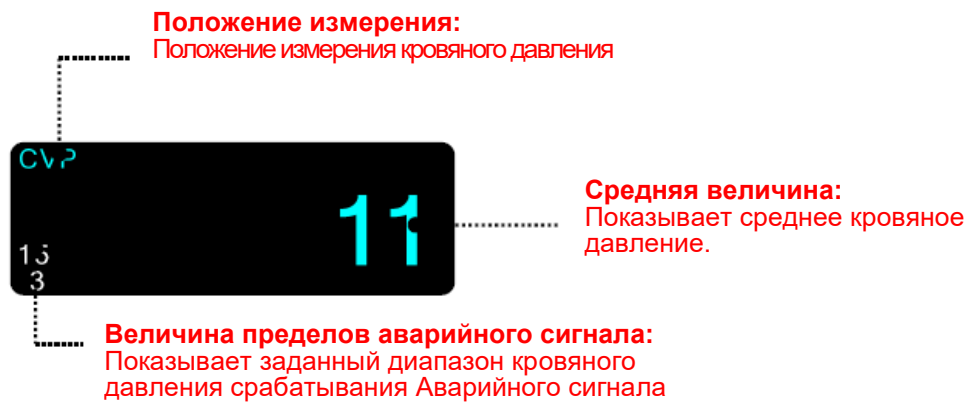 Положение измерения:
Положение измерения кровяного давления
CVP
11
Средняя величина:
Показывает среднее кровяное
давление.
15
3
Величина пределов аварийного сигнала:
Показывает заданный диапазон кровяного
давления срабатывания Аварийного сигнала